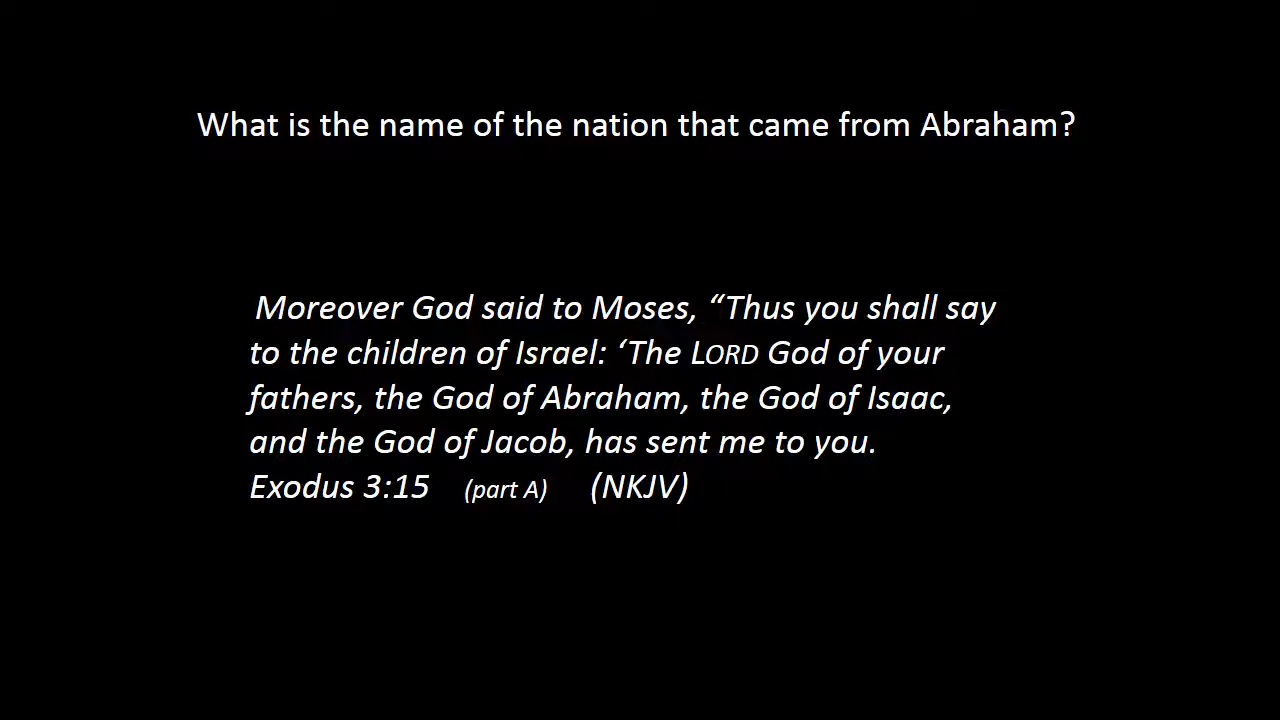 What is the name of the nation that came from Abraham?
Moreover God said to Moses, “Thus you shall say
to the children of Israel: ‘The LORD God of your
fathers, the God of Abraham, the God of Isaac,
and the God of Jacob, has sent me to you.
Exodus 3:15 (part A) (NKJV)